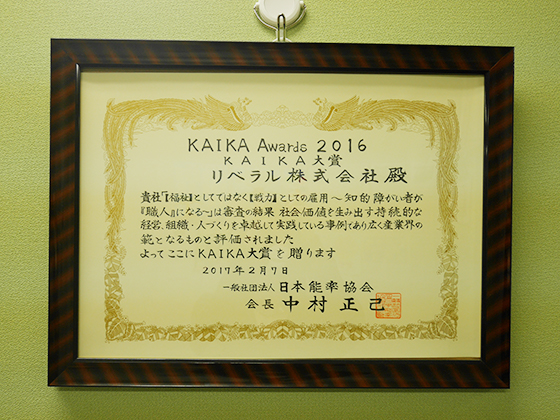 KAIKA Awards 2016
KAIKA大賞
リベラル株式会社 殿
貴社「【福祉】としてではなく【戦力】としての雇用〜知的障がい者が
『職人』になる〜」は審査の結果 社会価値を生み出す持続的な
経営、組織・人づくりを卓越して実践している事例であり広く産業界の
範となるものと評価されました
よってここにKAIKA大賞を贈ります
2017年2月7日
一般社団法人 日本能率協会
会長 中村正己